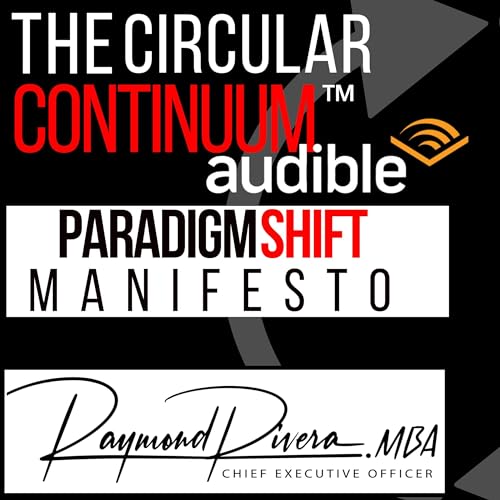 THE CIRCULAR
CONTINUUM™
audible
PARADIGM SHIFT
MANIFESTO
Raymond Rivera. MBA
CHIEF EXECUTIVE OFFICER